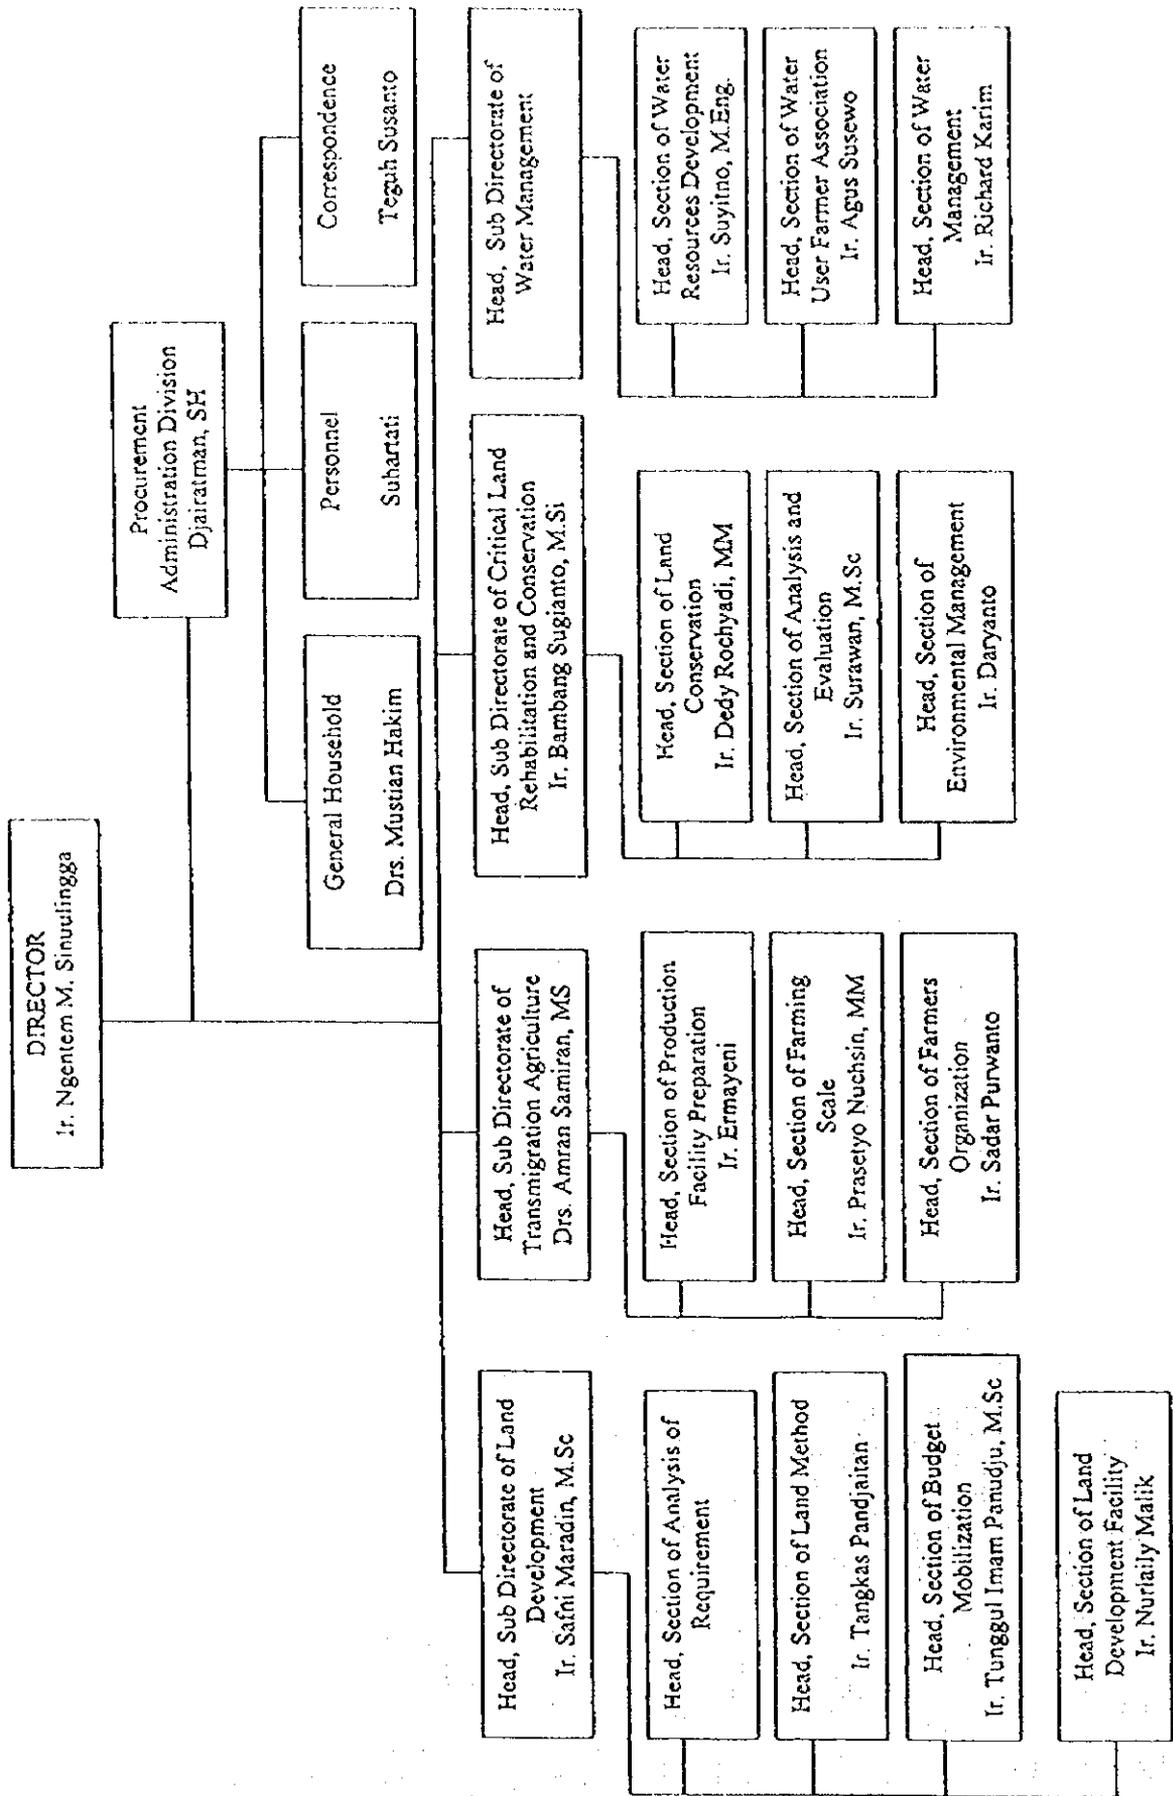 DIRECTOR
Ir. Ngentem M. Sinuulingga
Procurement
Administration Division
Djairatman, SH
General Household
Drs. Mustian Hakim
Personnel
Suhartati
Correspondence
Teguh Susanto
Head, Sub Directorate of Land
Development
Ir. Safni Maradin, M.Sc
Head, Section of Analysis of
Requirement
Head, Section of Land Method
Ir. Tangkas Pandjaitan
Head, Section of Budget
Mobilization
Ir. Tunggul Imam Panudju, M.Sc
Head, Section of Land
Development Facility
Ir. Nurlaily Malik
Head, Sub Directorate of
Transmigration Agriculture
Drs. Amran Samiran, MS
Head, Section of Production
Facility Preparation
Ir. Ermayeni
Head, Section of Farming
Scale
Ir. Prasetyo Nuchsin, MM
Head, Section of Farmers
Organization
Ir. Sadar Purwanto
Head, Sub Directorate of Critical Land
Rehabilitation and Conservation
Ir. Bambang Sugianto, M.Si
Head, Section of Land
Conservation
Ir. Dedy Rochyadi, MM
Head, Section of Analysis and
Evaluation
Ir. Surawan, M.Sc
Head, Section of
Environmental Management
Ir. Daryanto
Head, Sub Directorate of
Water Management
Head, Section of Water
Resources Development
Ir. Suyitno, M.Eng.
Head, Section of Water
User Farmer Association
Ir. Agus Susewo
Head, Section of Water
Management
Ir. Richard Karim